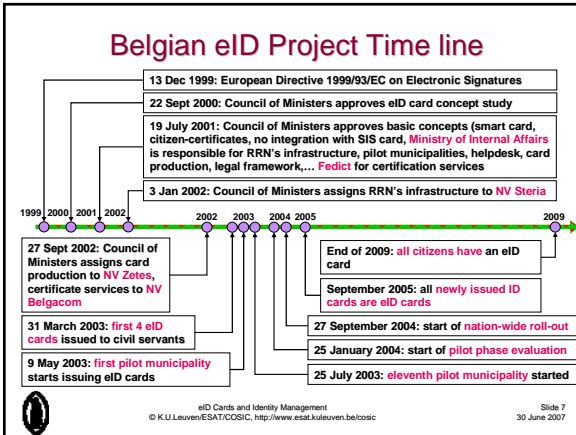 Belgian eID Project Time line
13 Dec 1999: European Directive 1999/93/EC on Electronic Signatures
22 Sept 2000: Council of Ministers approves eID card concept study
19 July 2001: Council of Ministers approves basic concepts (smart card,
citizen-certificates, no integration with SIS card, Ministry of Internal Affairs
is responsible for RRN's infrastructure, pilot municipalities, helpdesk, card
production, legal framework,… Fedict for certification services
3 Jan 2002: Council of Ministers assigns RRN's infrastructure to NV Steria
1999 2000 2001 2002 2002 2003 2004 2005 2009
27 Sept 2002: Council of
Ministers assigns card
production to NV Zetes,
certificate services to NV
Belgacom
31 March 2003: first 4 eID
cards issued to civil servants
9 May 2003: first pilot municipality
starts issuing eID cards
End of 2009: all citizens have an eID
card
September 2005: all newly issued ID
cards are eID cards
27 September 2004: start of nation-wide roll-out
25 January 2004: start of pilot phase evaluation
25 July 2003: eleventh pilot municipality started
eID Cards and Identity Management
© K.U.Leuven/ESAT/COSIC, http://www.esat.kuleuven.be/cosic
Slide 7
30 June 2007